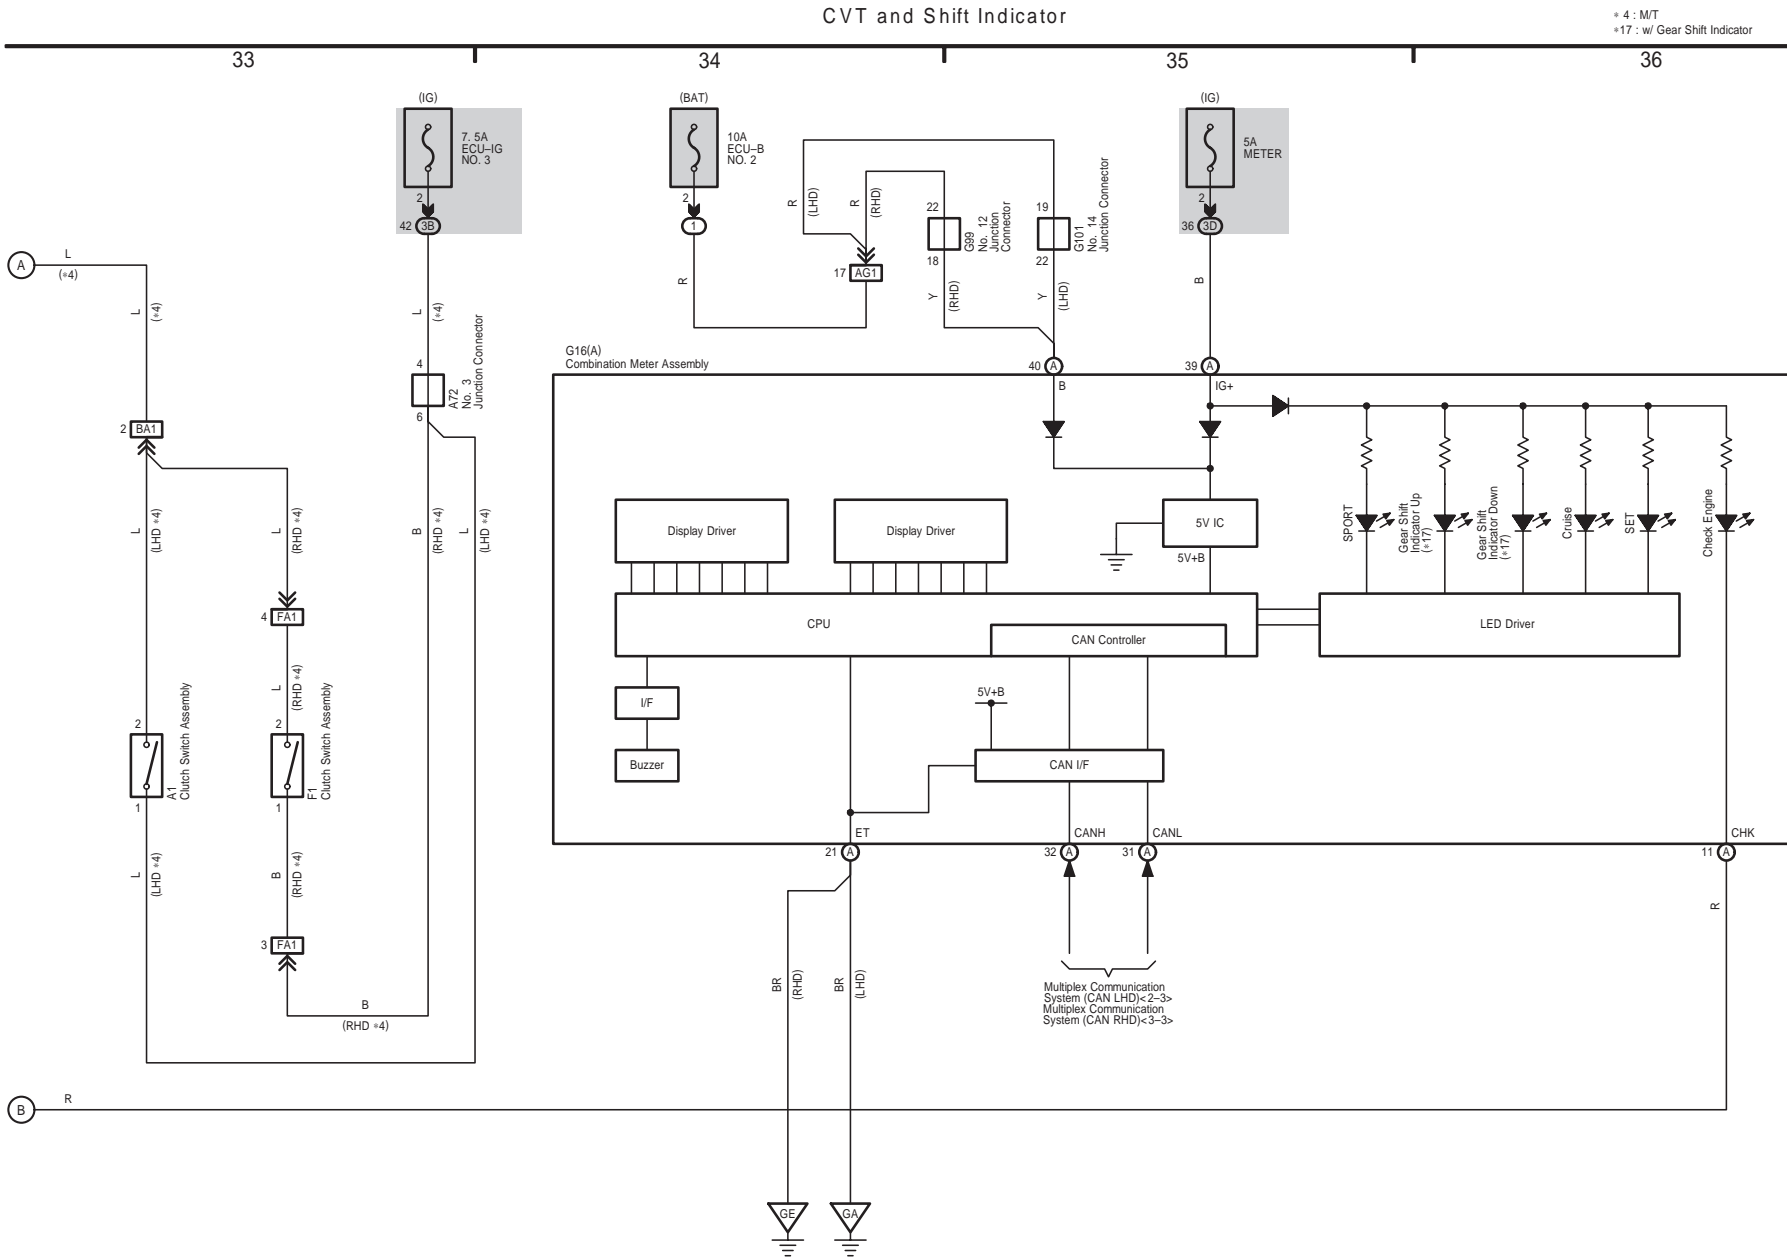 CVT and Shift Indicator
∗ 4 : M/T
∗17 : w/ Gear Shift Indicator
33
34
35
36
(IG)
7. 5A
ECU–IG
NO. 3
2
42
3B
(BAT)
10A
ECU–B
NO. 2
2
1
R
R
(LHD)
R
(RHD)
17
AG1
22
18
G99
No. 12
Junction
Connector
19
22
G101
No. 14
Junction Connector
Y
(RHD)
Y
(LHD)
(IG)
5A
METER
2
36
3D
B
A
L
(∗4)
L
(∗4)
L
(∗4)
4
6
A72
No. 3
Junction Connector
2
BA1
L
(LHD ∗4)
L
(RHD ∗4)
B
(RHD ∗4)
L
(LHD ∗4)
4
FA1
L
(RHD ∗4)
2
1
A1
Clutch Switch Assembly
2
1
F1
Clutch Switch Assembly
L
(LHD ∗4)
B
(RHD ∗4)
3
FA1
B
(RHD ∗4)
B
R
G16(A)
Combination Meter Assembly
40
A
B
39
A
IG+
Display Driver
Display Driver
5V IC
5V+B
SPORT
Gear Shift
Indicator Up
(∗17)
Gear Shift
Indicator Down
(∗17)
Cruise
SET
Check Engine
CPU
CAN Controller
LED Driver
I/F
Buzzer
5V+B
CAN I/F
ET
21
A
CANH
32
A
CANL
31
A
CHK
11
A
R
BR
(RHD)
BR
(LHD)
Multiplex Communication
System (CAN LHD)<2–3>
Multiplex Communication
System (CAN RHD)<3–3>
GE
GA